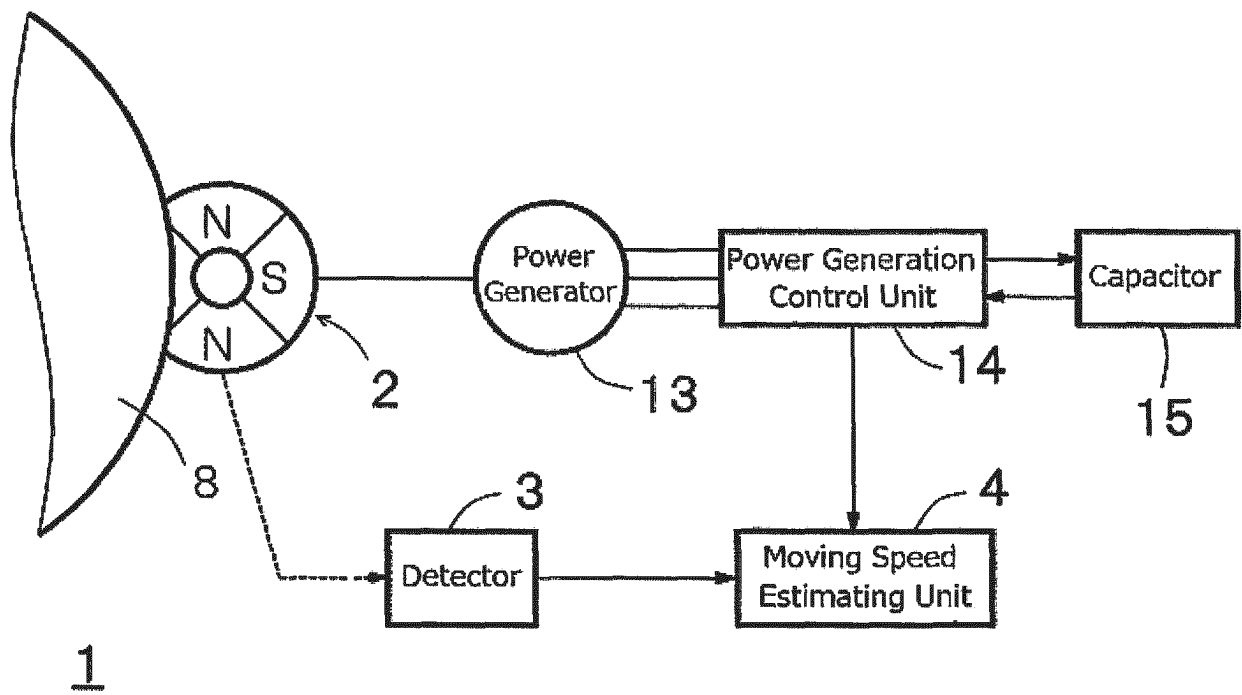 N
S
N
2
8
Power
Generator
13
Power Generation
Control Unit
14
Capacitor
15
3
Detector
4
Moving Speed
Estimating Unit
1